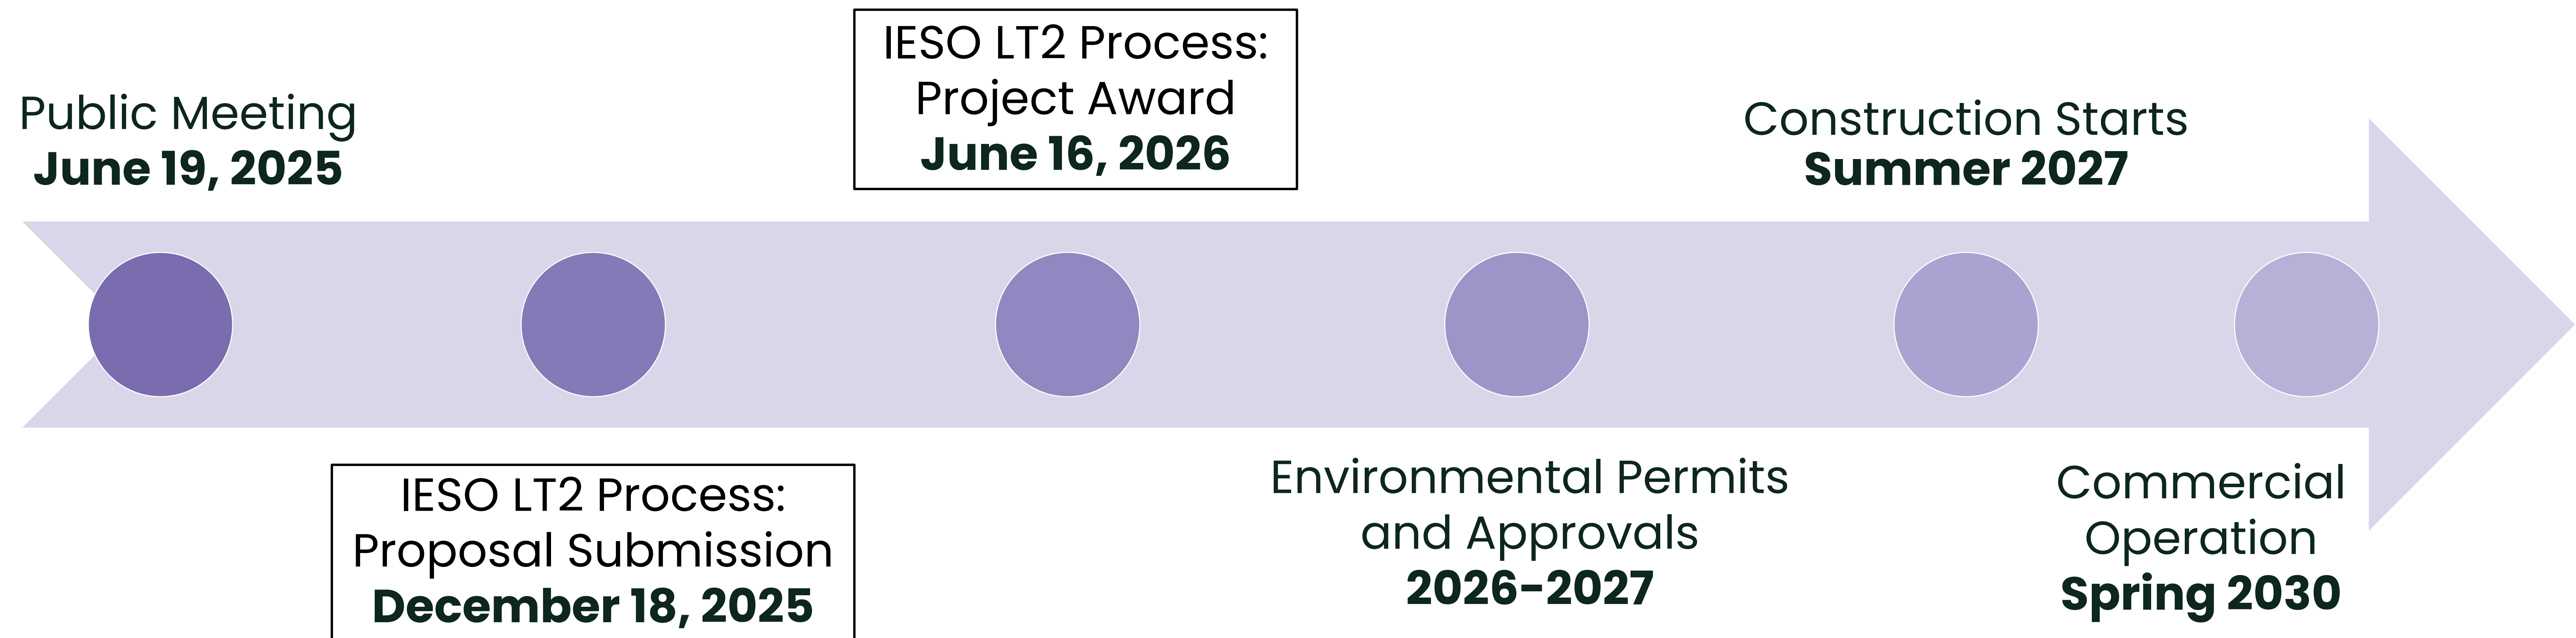 Public Meeting
June 19, 2025
IESO LT2 Process:
Proposal Submission
December 18, 2025
IESO LT2 Process:
Project Award
June 16, 2026
Environmental Permits
and Approvals
2026-2027
Construction Starts
Summer 2027
Commercial
Operation
Spring 2030